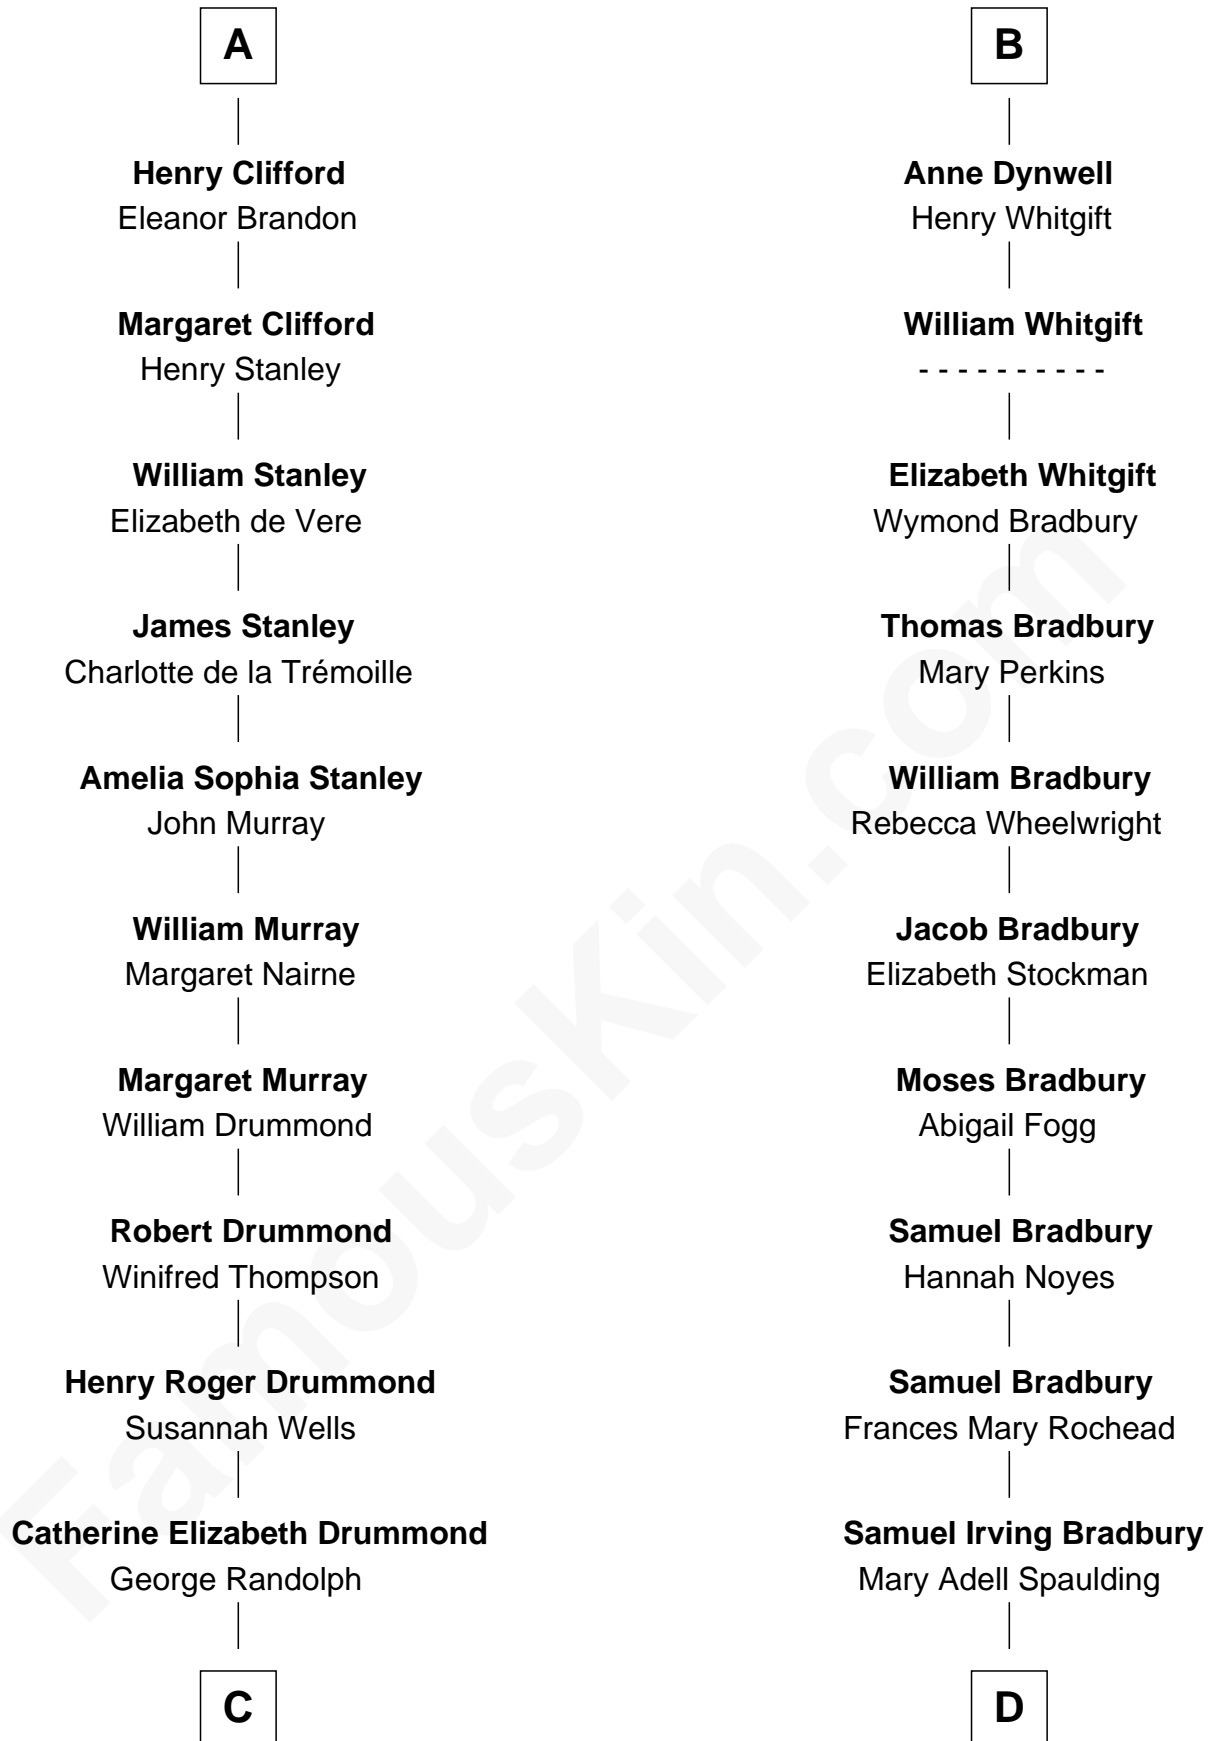 A
Henry Clifford
Eleanor Brandon
Margaret Clifford
Henry Stanley
William Stanley
Elizabeth de Vere
James Stanley
Charlotte de la Trémoille
Amelia Sophia Stanley
John Murray
William Murray
Margaret Nairne
Margaret Murray
William Drummond
Robert Drummond
Winifred Thompson
Henry Roger Drummond
Susannah Wells
Catherine Elizabeth Drummond
George Randolph
C
B
Anne Dynwell
Henry Whitgift
William Whitgift
- - - - - - - - - -
Elizabeth Whitgift
Wymond Bradbury
Thomas Bradbury
Mary Perkins
William Bradbury
Rebecca Wheelwright
Jacob Bradbury
Elizabeth Stockman
Moses Bradbury
Abigail Fogg
Samuel Bradbury
Hannah Noyes
Samuel Bradbury
Frances Mary Rochead
Samuel Irving Bradbury
Mary Adell Spaulding
D
FamousKin.com